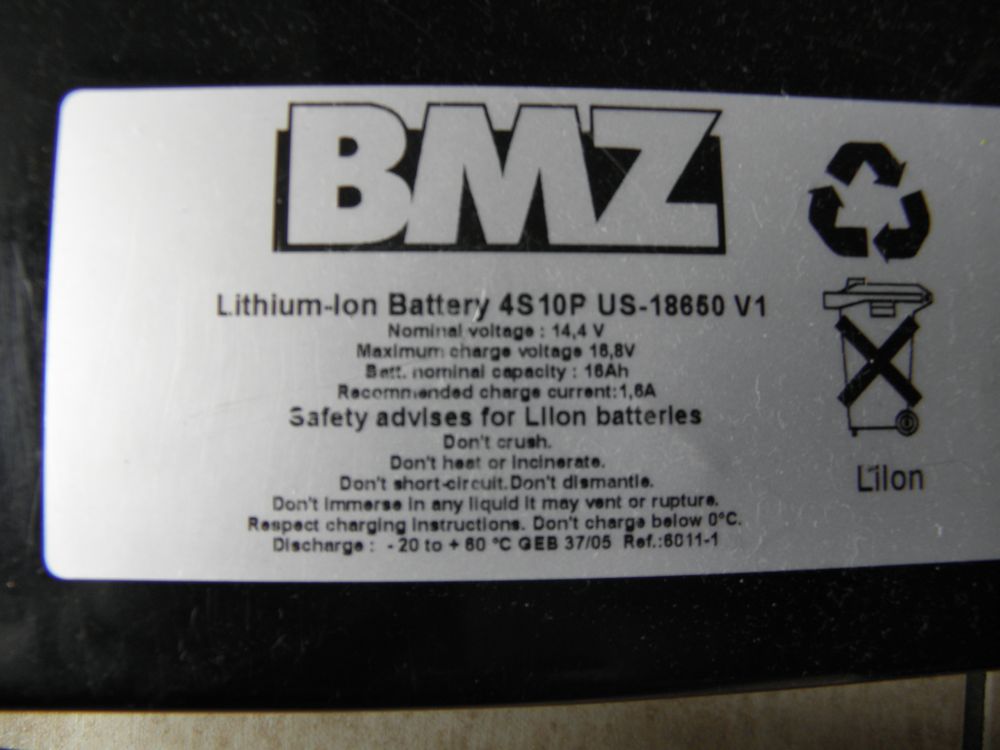 BMZ
Lithium-Ion Battery 4S10P US-18650 V1
Nominal voltage : 14,4 V
Maximum charge voltage 16,8V
Batt. nominal capacity : 16Ah
Recommended charge current:1,6A
Safety advises for LiIon batteries
Don't crush.
Don't heat or incinerate.
Don't short-circuit.Don't dismantle.
Don't immerse in any liquid it may vent or rupture.
Respect charging instructions. Don't charge below 0°C.
Discharge : - 20 to + 60 °C GEB 37/05 Ref.:6011-1
LiIon